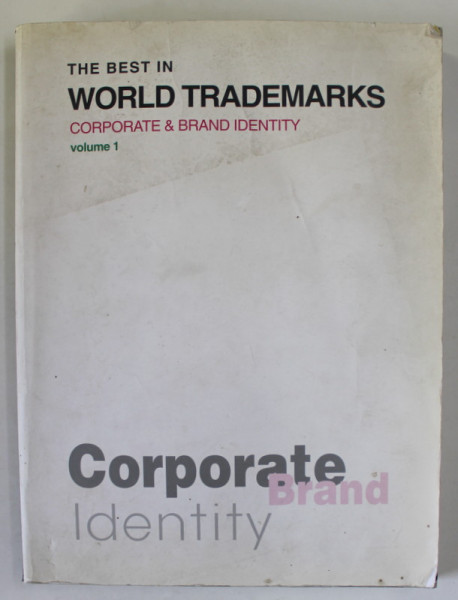 THE BEST IN
WORLD TRADEMARKS
CORPORATE & BRAND IDENTITY
volume 1
Corporate
Brand
Identity